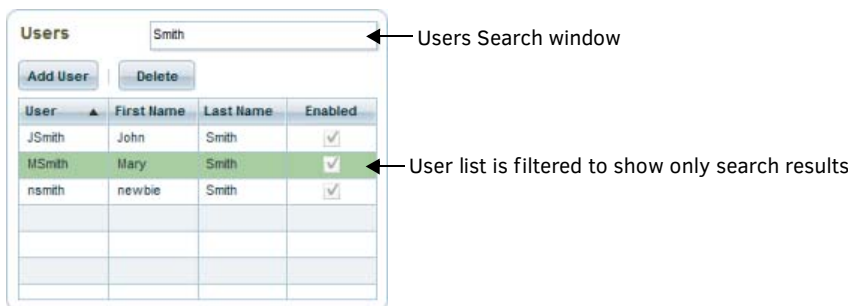 Users Smith Users Search window
Add User Delete
User First Name Last Name Enabled
JSmith John Smith
MSmith Mary Smith User list is filtered to show only search results
nsmith newbie Smith